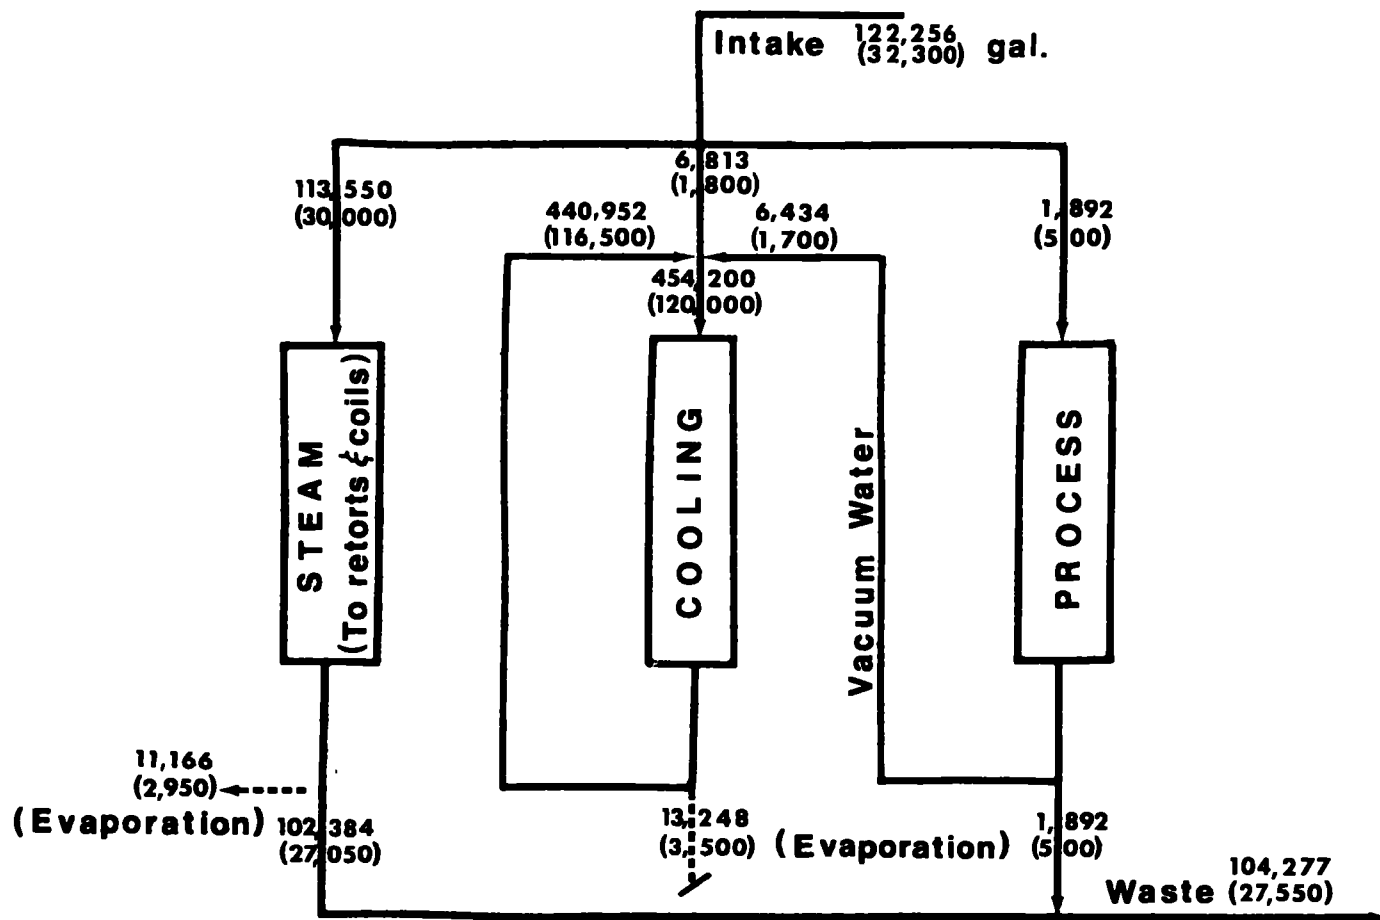 Intake 122,256 gal.
(32,300)
113,550
(30,000)
6,813
(1,800)
1,892
(500)
440,952
(116,500)
6,434
(1,700)
454,200
(120,000)
STEAM
(To retorts & coils)
COOLING
Vacuum Water
PROCESS
11,166
(2,950)
(Evaporation)
102,384
(27,050)
13,248
(3,500)
(Evaporation)
1,892
(500)
Waste 104,277
(27,550)